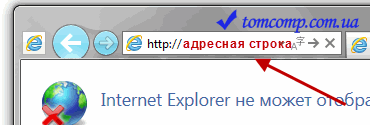 tomcomp.com.ua
http://адресная строка
Internet Explorer не может отобра